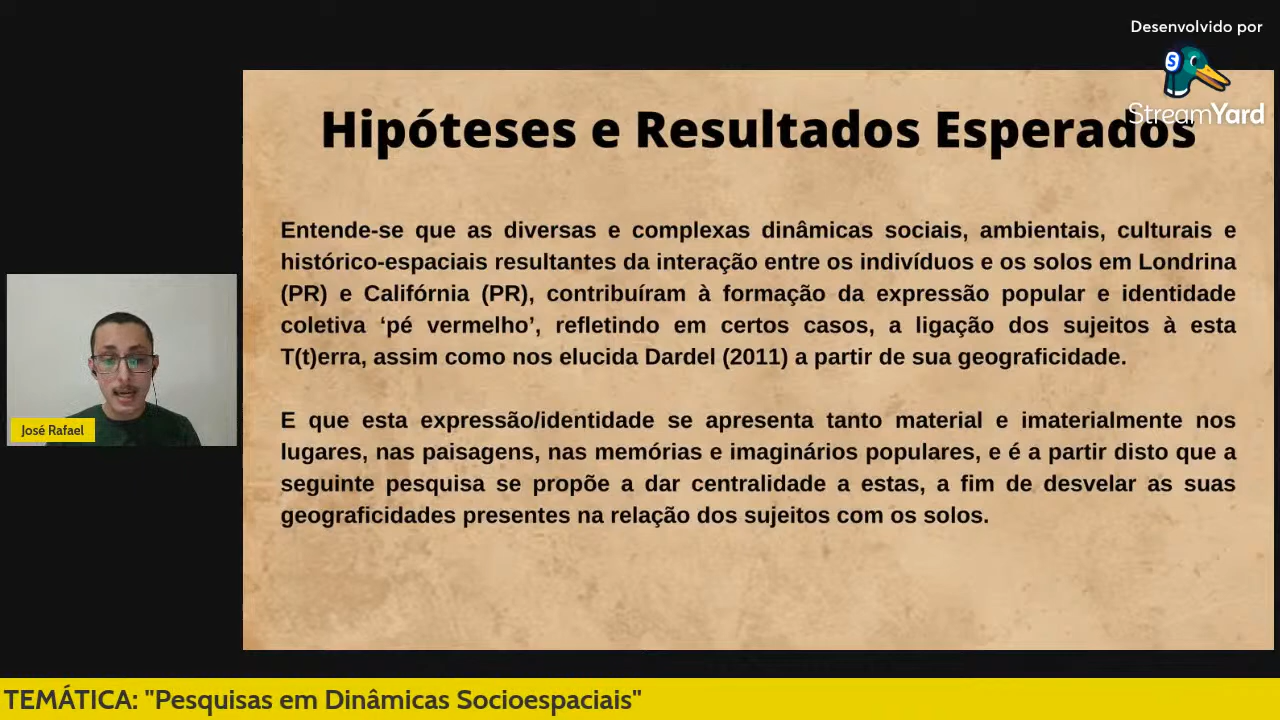 Desenvolvido por
StreamYard
Hipóteses e Resultados Esperados
Entende-se que as diversas e complexas dinâmicas sociais, ambientais, culturais e
histórico-espaciais resultantes da interação entre os indivíduos e os solos em Londrina
(PR) e Califórnia (PR), contribuíram à formação da expressão popular e identidade
coletiva ‘pé vermelho’, refletindo em certos casos, a ligação dos sujeitos à esta
T(t)erra, assim como nos elucida Dardel (2011) a partir de sua geograficidade.
E que esta expressão/identidade se apresenta tanto material e imaterialmente nos
lugares, nas paisagens, nas memórias e imaginários populares, e é a partir disto que a
seguinte pesquisa se propõe a dar centralidade a estas, a fim de desvelar as suas
geograficidades presentes na relação dos sujeitos com os solos.
José Rafael
TEMÁTICA: "Pesquisas em Dinâmicas Socioespaciais"